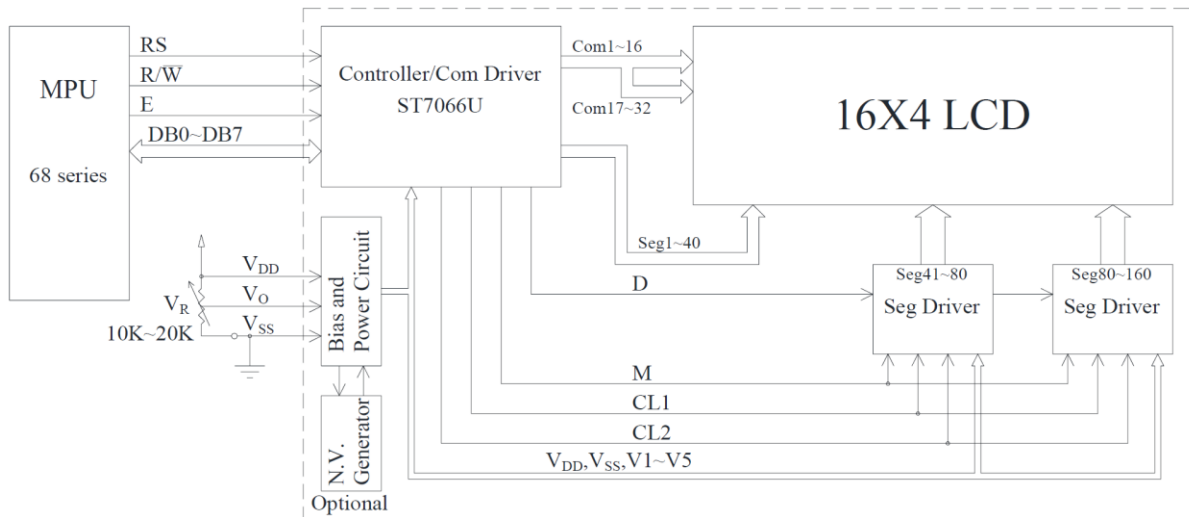 MPU
68 series
RS
R/W̅
E
DB0~DB7
Controller/Com Driver
ST7066U
Com1~16
Com17~32
16X4 LCD
Seg1~40
Seg41~80
Seg Driver
Seg80~160
Seg Driver
D
VDD
VO
VSS
VR
10K~20K
Bias and
Power Circuit
N.V.
Generator
Optional
M
CL1
CL2
VDD,VSS,V1~V5